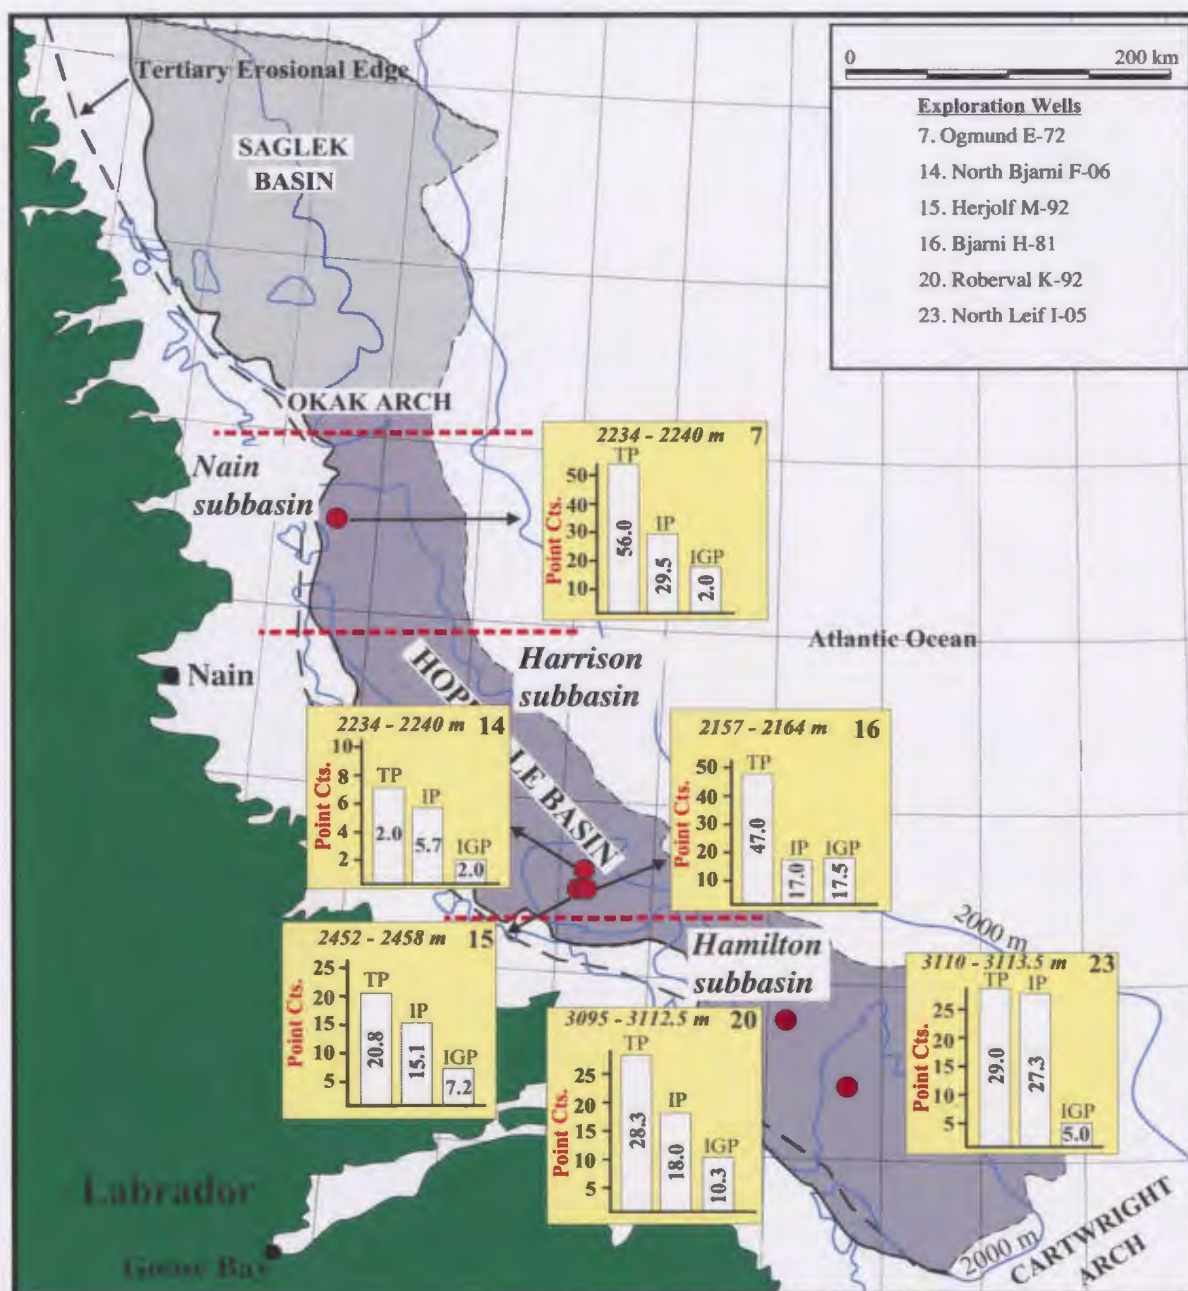 Tertiary Erosional Edge
SAGLEK
BASIN
0 200 km
Exploration Wells
7. Ogmund E-72
14. North Bjarni F-06
15. Herjolf M-92
16. Bjarni H-81
20. Roberval K-92
23. North Leif I-05
OKAK ARCH
Nain
subbasin
2234 - 2240 m 7
Point Cts.
50
40
30
20
10
TP
IP
IGP
56.0
29.5
2.0
Atlantic Ocean
Nain
Harrison
subbasin
HOP LE BASIN
2234 - 2240 m 14
Point Cts.
10
8
6
4
2
TP
IP
IGP
2.0
5.7
2.0
2157 - 2164 m 16
Point Cts.
50
40
30
20
10
TP
IP
IGP
47.0
17.0
17.5
2452 - 2458 m 15
Point Cts.
25
20
15
10
5
TP
IP
IGP
20.8
15.1
7.2
Hamilton
subbasin
2000 m
3095 - 3112.5 m 20
Point Cts.
25
20
15
10
5
TP
IP
IGP
28.3
18.0
10.3
3110 - 3113.5 m 23
Point Cts.
25
20
15
10
5
TP
IP
IGP
29.0
27.3
5.0
Labrador
Goose Bay
2000 m
CARTWRIGHT
ARCH